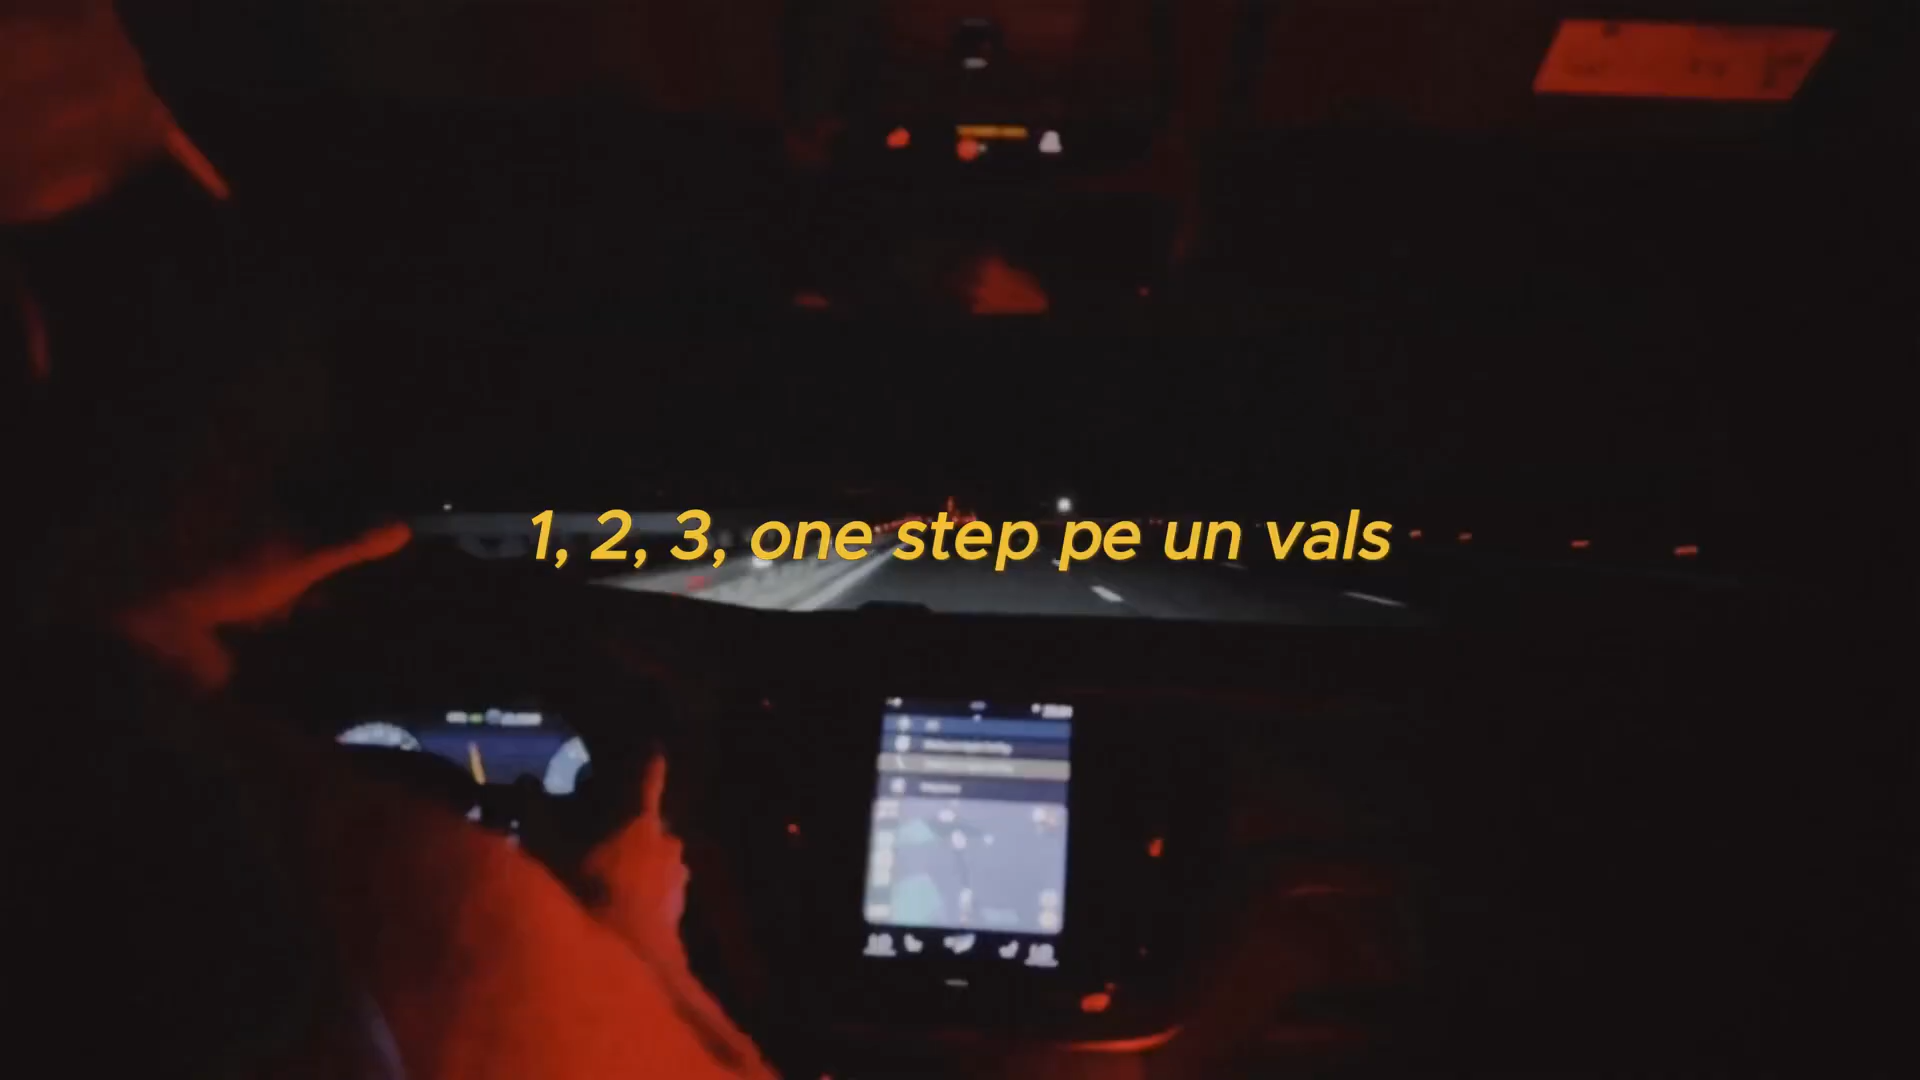 1, 2, 3, one step pe un vals